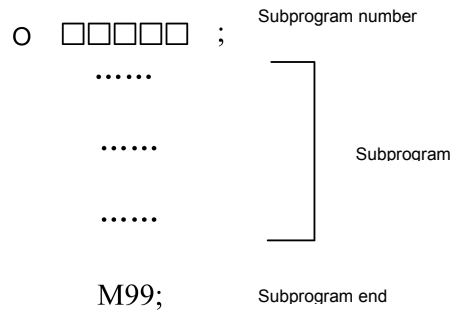 O □□□□□ ; Subprogram number
……
…… Subprogram
……
M99; Subprogram end